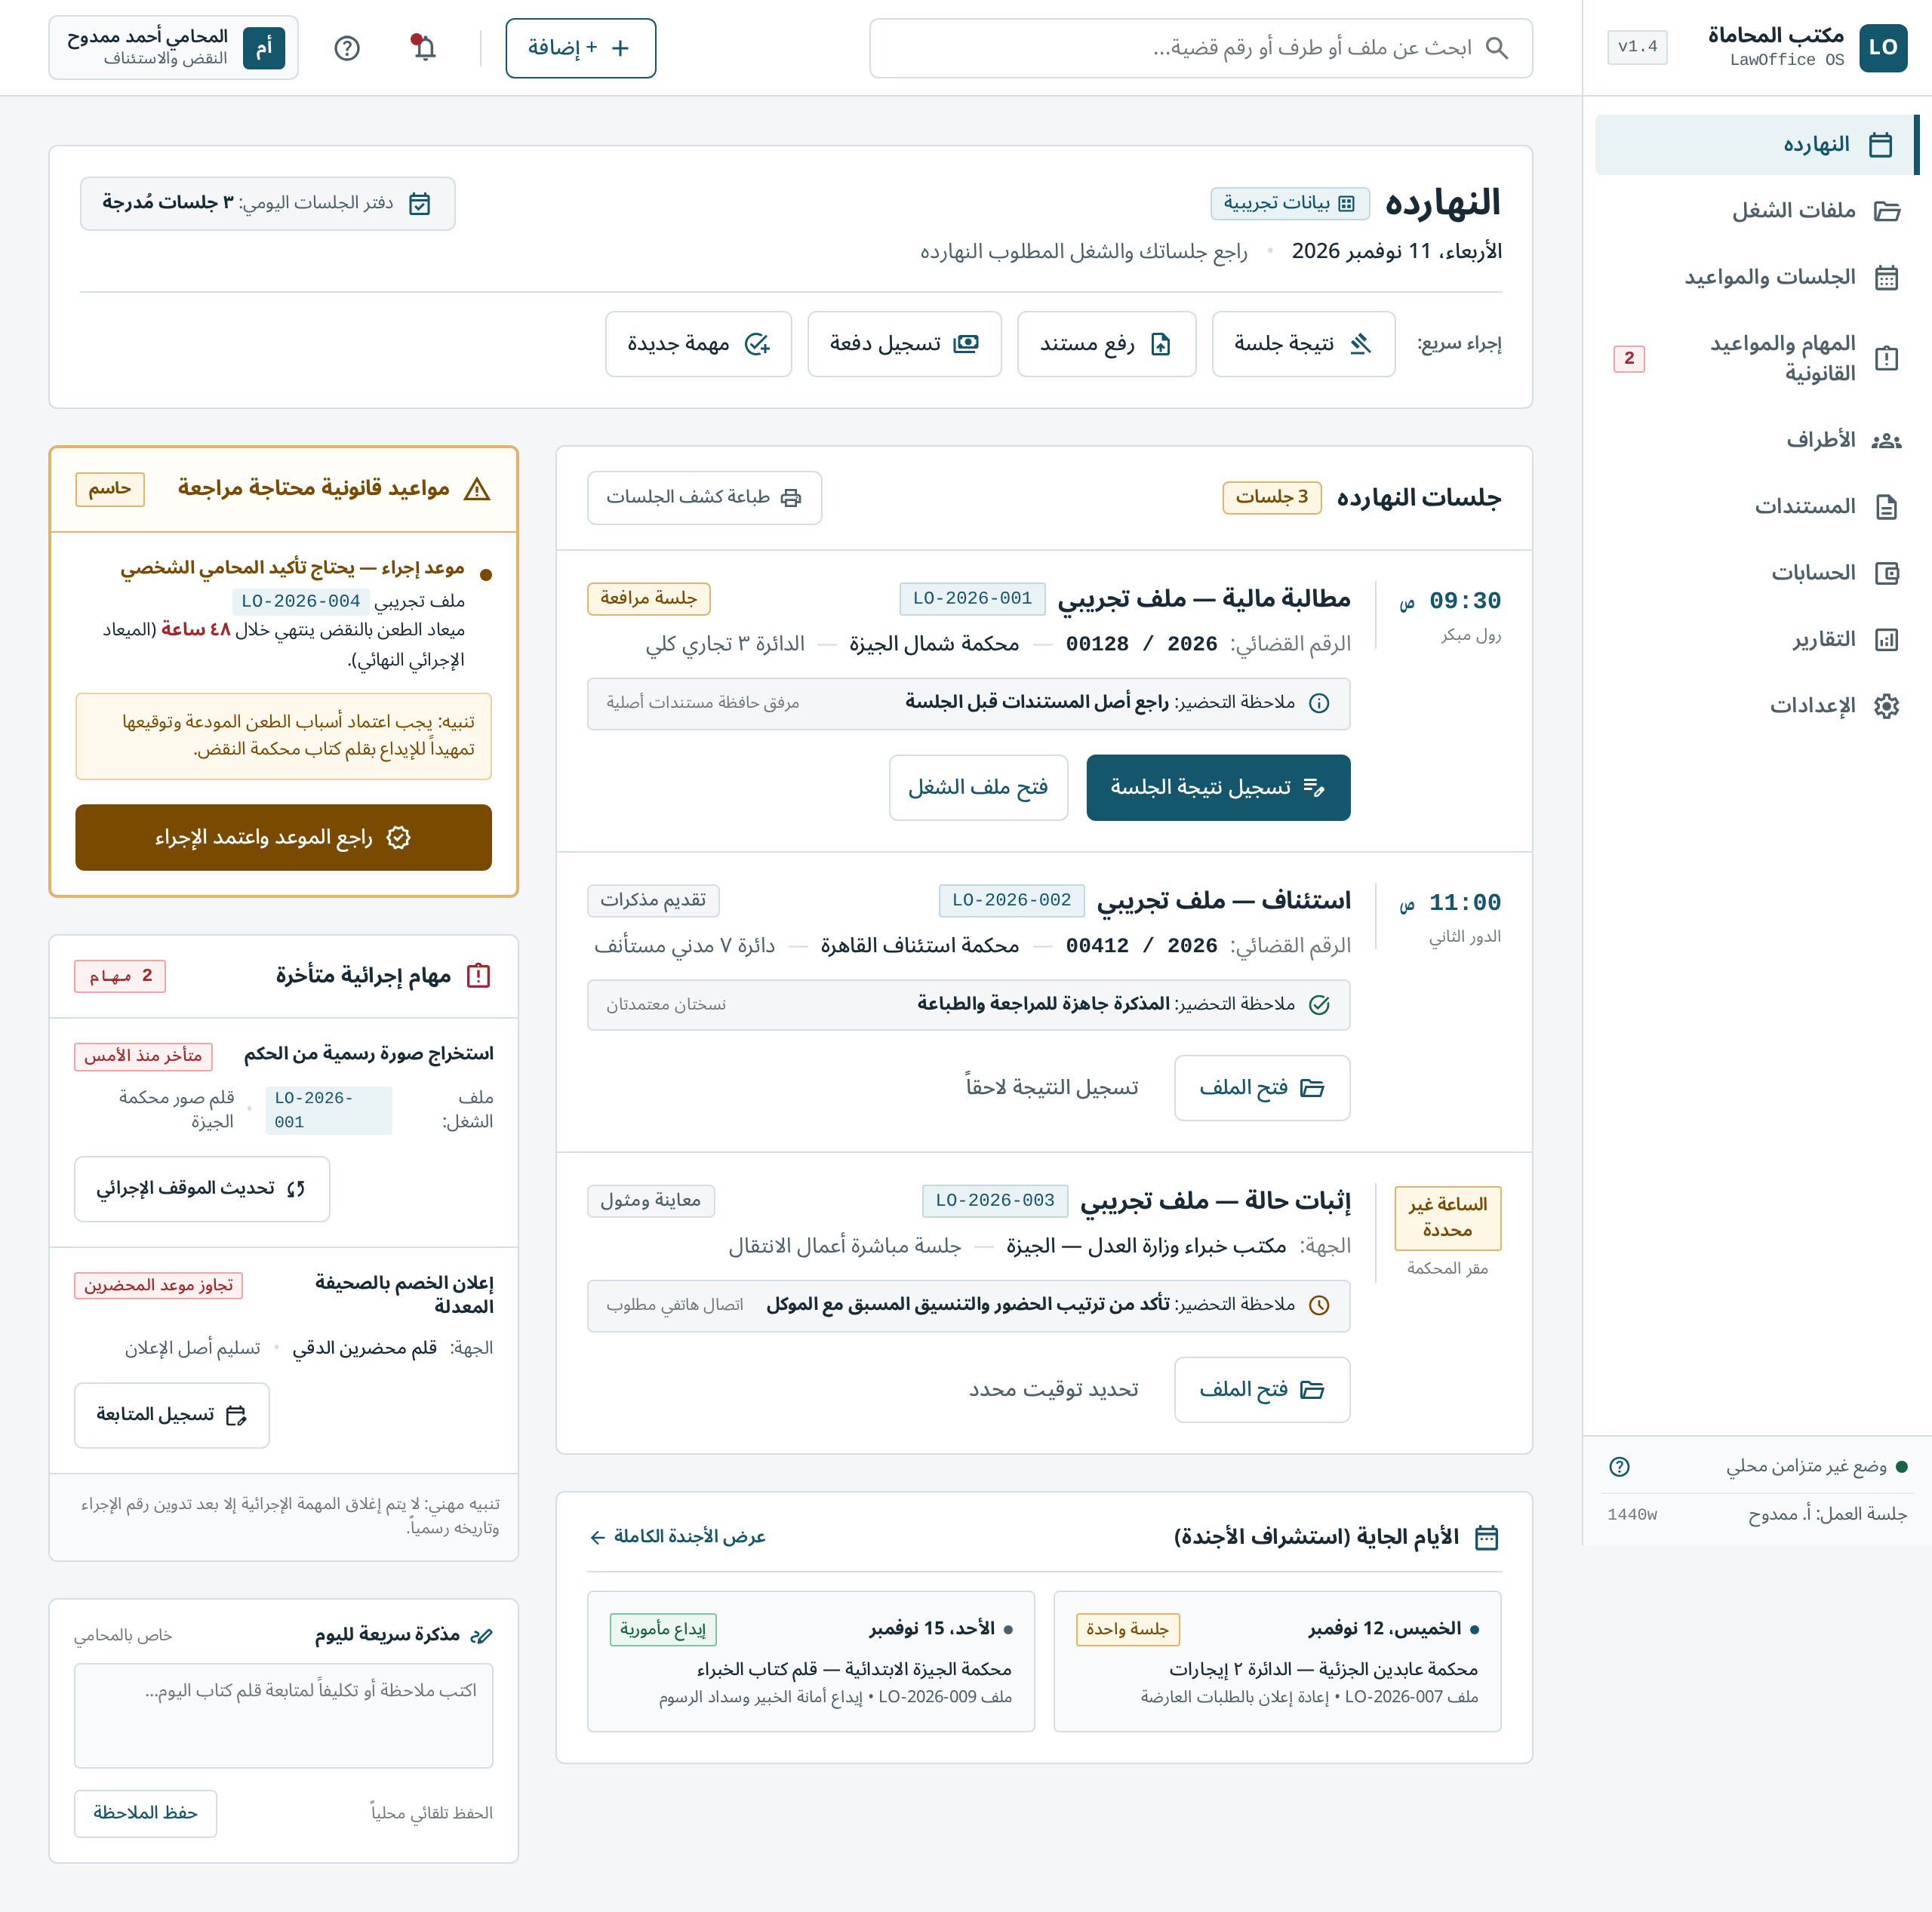 LO
مكتب المحاماة
LawOffice OS
v1.4
ابحث عن ملف أو طرف أو رقم قضية...
+ إضافة
أم
المحامي أحمد ممدوح
النقض والاستئناف
النهارده
ملفات الشغل
الجلسات والمواعيد
المهام والمواعيد
القانونية
2
الأطراف
المستندات
الحسابات
التقارير
الإعدادات
وضع غير متزامن محلي
جلسة العمل: أ. ممدوح
1440w
النهارده
بيانات تجريبية
دفتر الجلسات اليومي: ٣ جلسات مُدرجة
الأربعاء، 11 نوفمبر 2026 • راجع جلساتك والشغل المطلوب النهارده
إجراء سريع:
نتيجة جلسة
رفع مستند
تسجيل دفعة
مهمة جديدة
جلسات النهارده
3 جلسات
طباعة كشف الجلسات
09:30 ص
رول مبكر
مطالبة مالية — ملف تجريبي
LO-2026-001
جلسة مرافعة
الرقم القضائي: 2026 / 00128 — محكمة شمال الجيزة — الدائرة ٣ تجاري كلي
ملاحظة التحضير: راجع أصل المستندات قبل الجلسة
مرفق حافظة مستندات أصلية
تسجيل نتيجة الجلسة
فتح ملف الشغل
11:00 ص
الدور الثاني
استئناف — ملف تجريبي
LO-2026-002
تقديم مذكرات
الرقم القضائي: 2026 / 00412 — محكمة استئناف القاهرة — دائرة ٧ مدني مستأنف
ملاحظة التحضير: المذكرة جاهزة للمراجعة والطباعة
نسختان معتمدتان
فتح الملف
تسجيل النتيجة لاحقاً
الساعة غير
محددة
مقر المحكمة
إثبات حالة — ملف تجريبي
LO-2026-003
معاينة ومثول
الجهة: مكتب خبراء وزارة العدل — الجيزة — جلسة مباشرة أعمال الانتقال
ملاحظة التحضير: تأكد من ترتيب الحضور والتنسيق المسبق مع الموكل
اتصال هاتفي مطلوب
فتح الملف
تحديد توقيت محدد
الأيام الجاية (استشراف الأجندة)
عرض الأجندة الكاملة ←
الخميس، 12 نوفمبر
جلسة واحدة
محكمة عابدين الجزئية — الدائرة ٢ إيجارات
ملف LO-2026-007 • إعادة إعلان بالطلبات العارضة
الأحد، 15 نوفمبر
إيداع مأمورية
محكمة الجيزة الابتدائية — قلم كتاب الخبراء
ملف LO-2026-009 • إيداع أمانة الخبير وسداد الرسوم
مواعيد قانونية محتاجة مراجعة
حاسم
موعد إجراء — يحتاج تأكيد المحامي الشخصي
ملف تجريبي LO-2026-004
ميعاد الطعن بالنقض ينتهي خلال ٤٨ ساعة (الميعاد
الإجرائي النهائي).
تنبيه: يجب اعتماد أسباب الطعن المودعة وتوقيعها
تمهيداً للإيداع بقلم كتاب محكمة النقض.
راجع الموعد واعتمد الإجراء
مهام إجرائية متأخرة
2 مهام
استخراج صورة رسمية من الحكم
متأخر منذ الأمس
ملف
الشغل:
LO-2026-
001
•
قلم صور محكمة
الجيزة
تحديث الموقف الإجرائي
إعلان الخصم بالصحيفة
المعدلة
تجاوز موعد المحضرين
الجهة: قلم محضرين الدقي • تسليم أصل الإعلان
تسجيل المتابعة
تنبيه مهني: لا يتم إغلاق المهمة الإجرائية إلا بعد تدوين رقم الإجراء
وتاريخه رسمياً.
مذكرة سريعة لليوم
خاص بالمحامي
اكتب ملاحظة أو تكليفاً لمتابعة قلم كتاب اليوم...
الحفظ تلقائي محلياً
حفظ الملاحظة